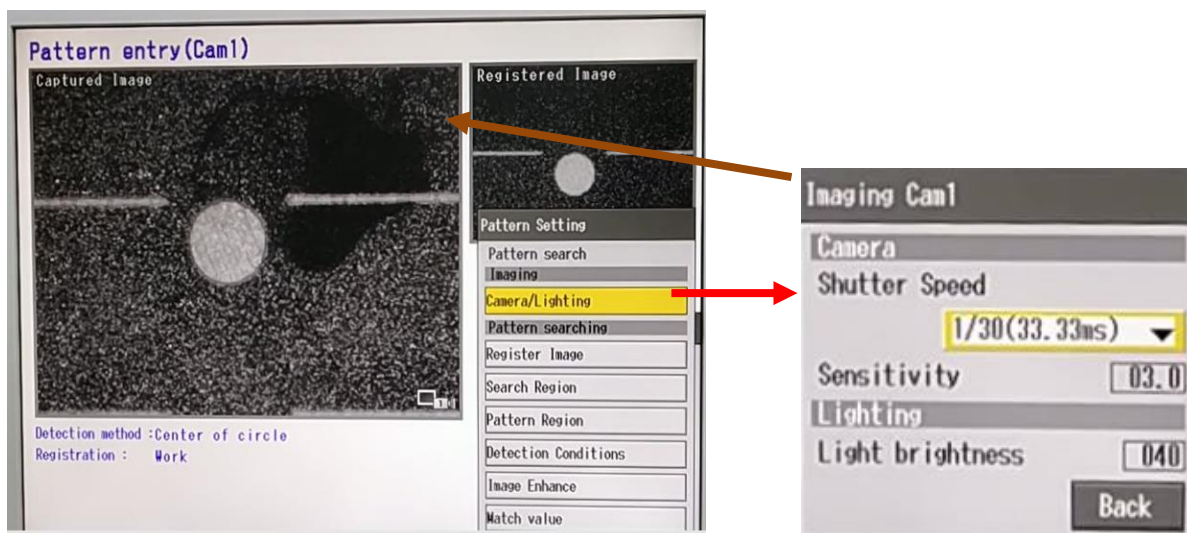 Pattern entry(Cam1)
Captured Image
Registered Image
Pattern Setting
Pattern search
Imaging
Camera/Lighting
Pattern searching
Register Image
Search Region
Pattern Region
Detection Conditions
Image Enhance
Match value
Detection method :Center of circle
Registration : Work
Imaging Cam1
Camera
Shutter Speed
1/30(33.33ms)
Sensitivity 03.0
Lighting
Light brightness 040
Back